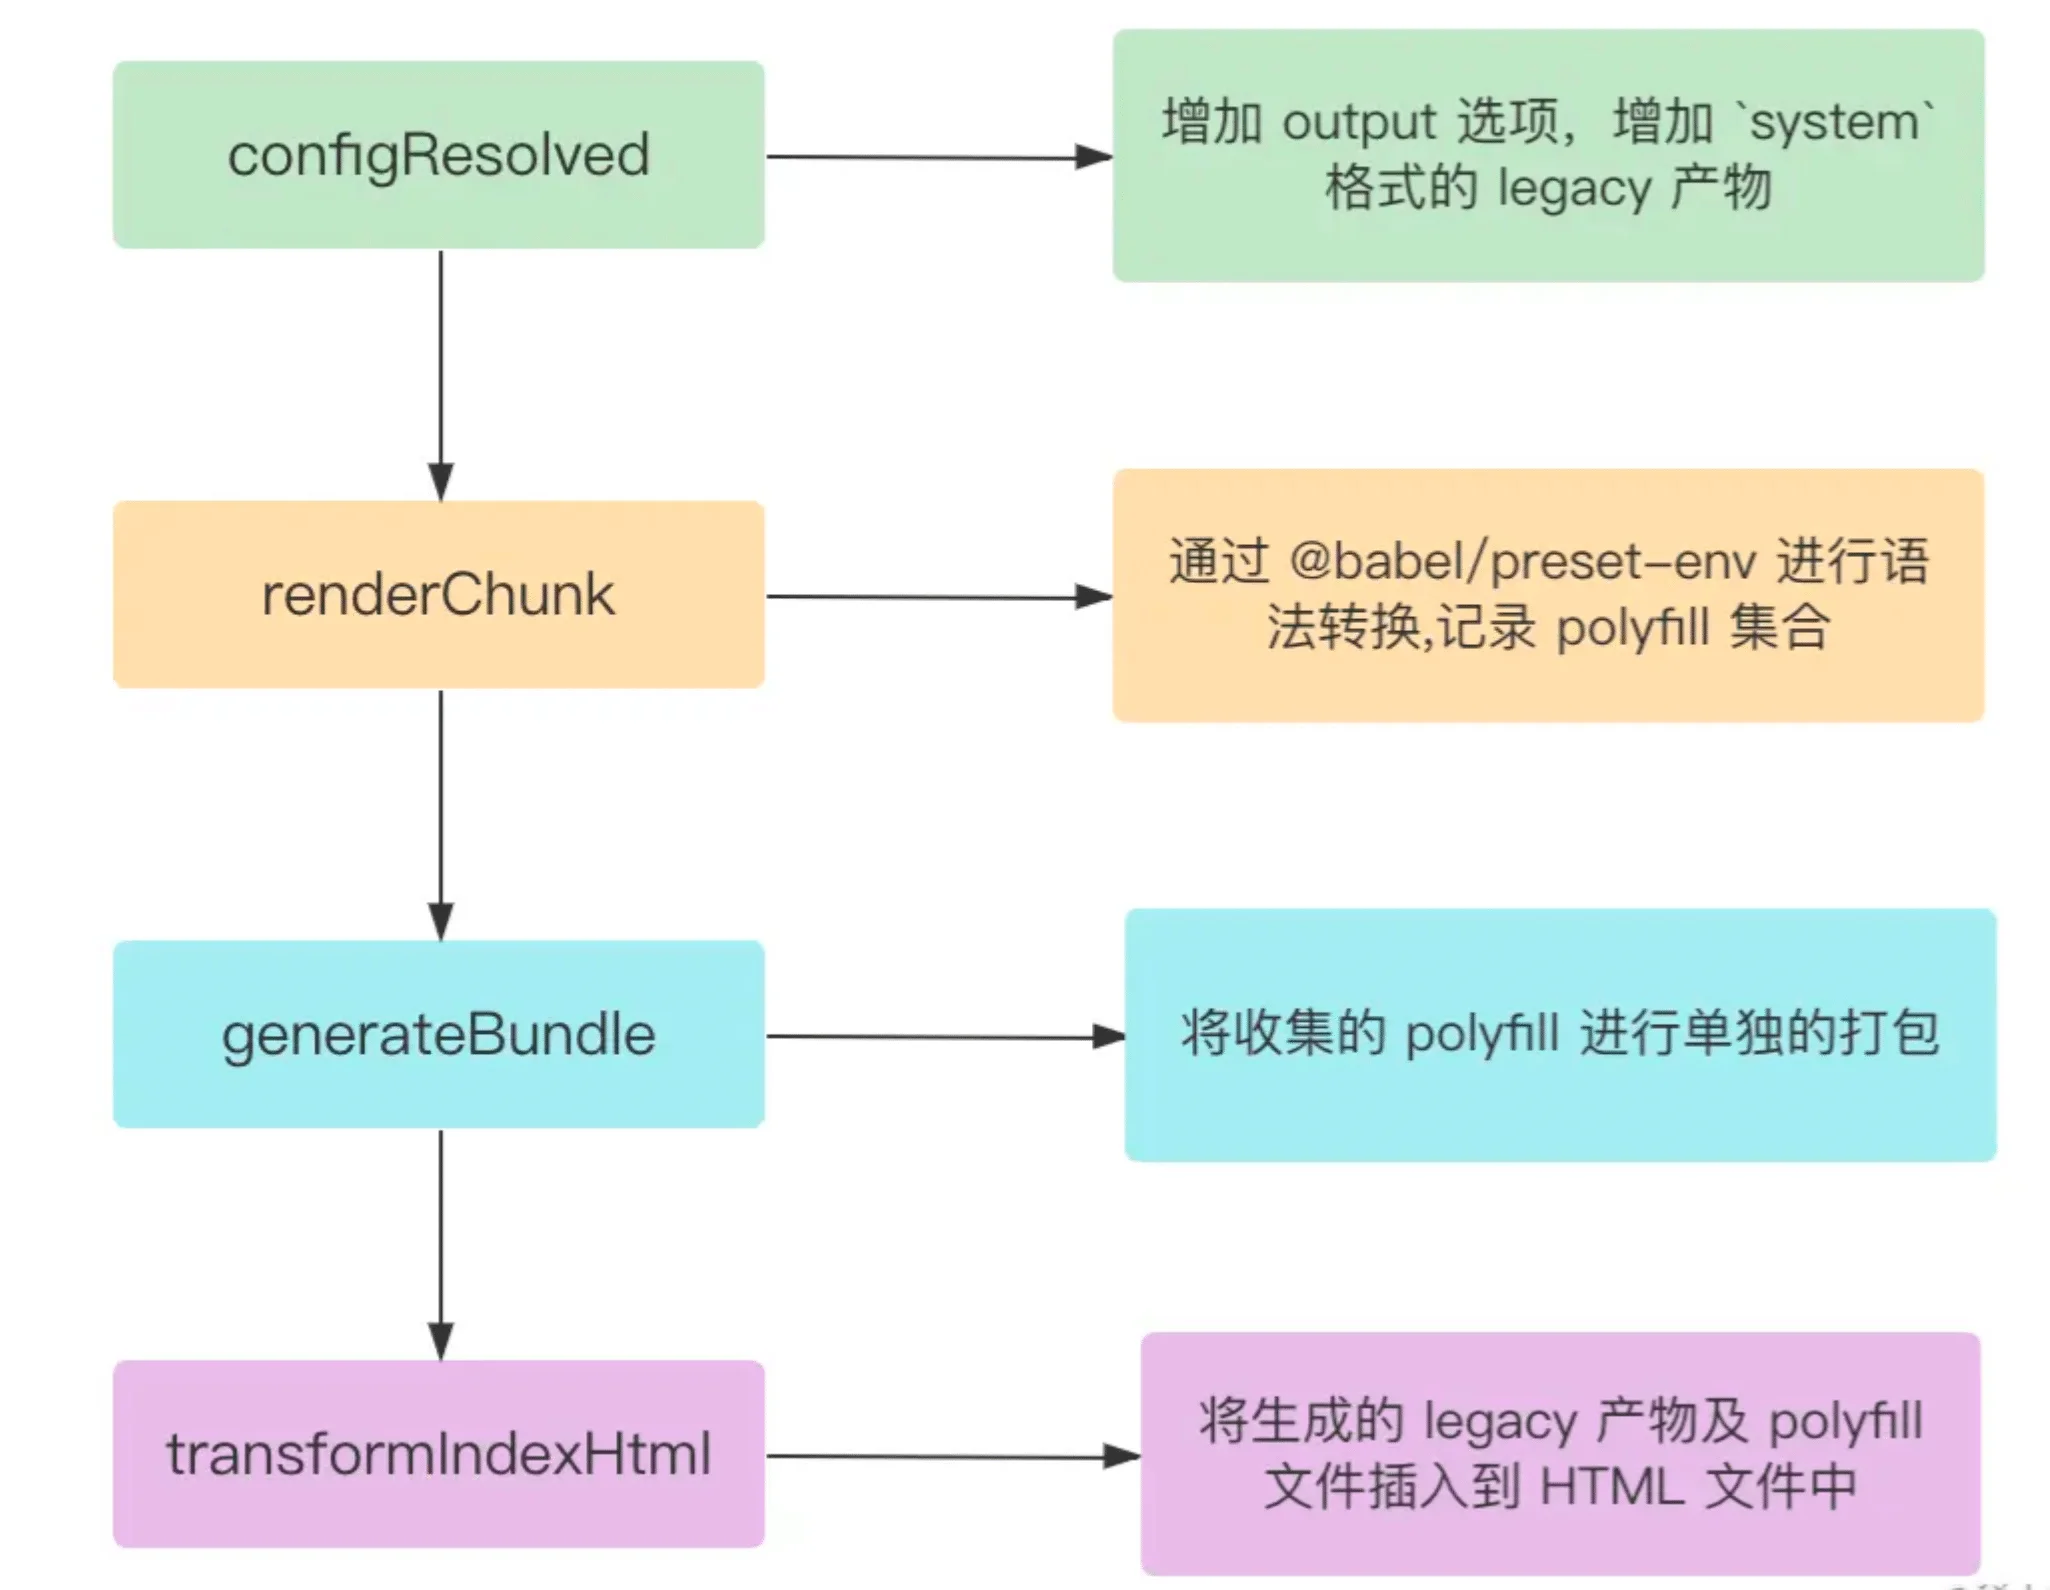 configResolved
增加 output 选项，增加 `system`
格式的 legacy 产物
renderChunk
通过 @babel/preset-env 进行语
法转换,记录 polyfill 集合
generateBundle
将收集的 polyfill 进行单独的打包
transformIndexHtml
将生成的 legacy 产物及 polyfill
文件插入到 HTML 文件中